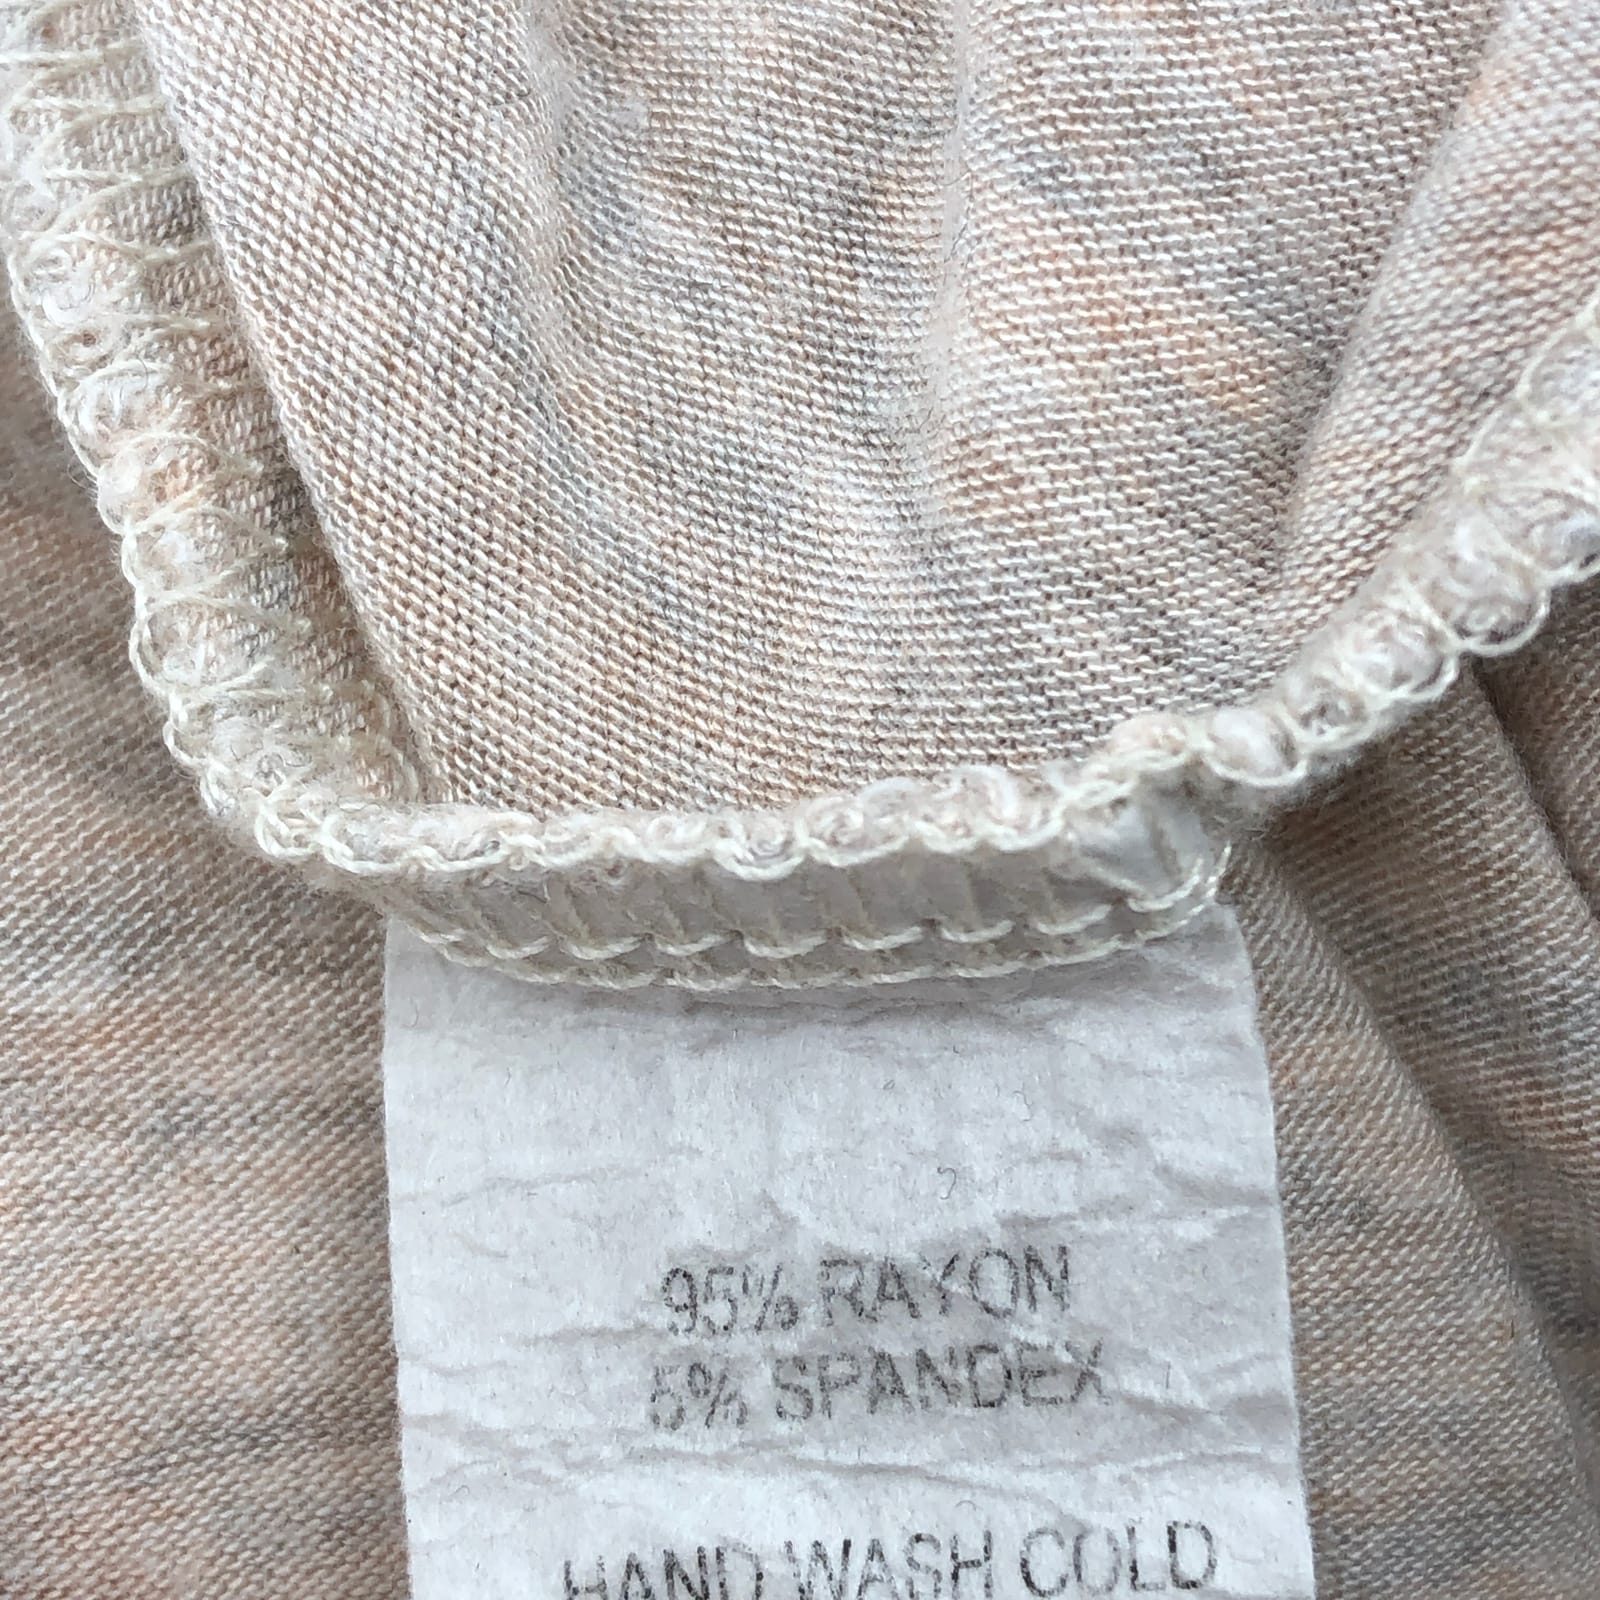 95% RAYON
5% SPANDEX
HAND WASH COLD